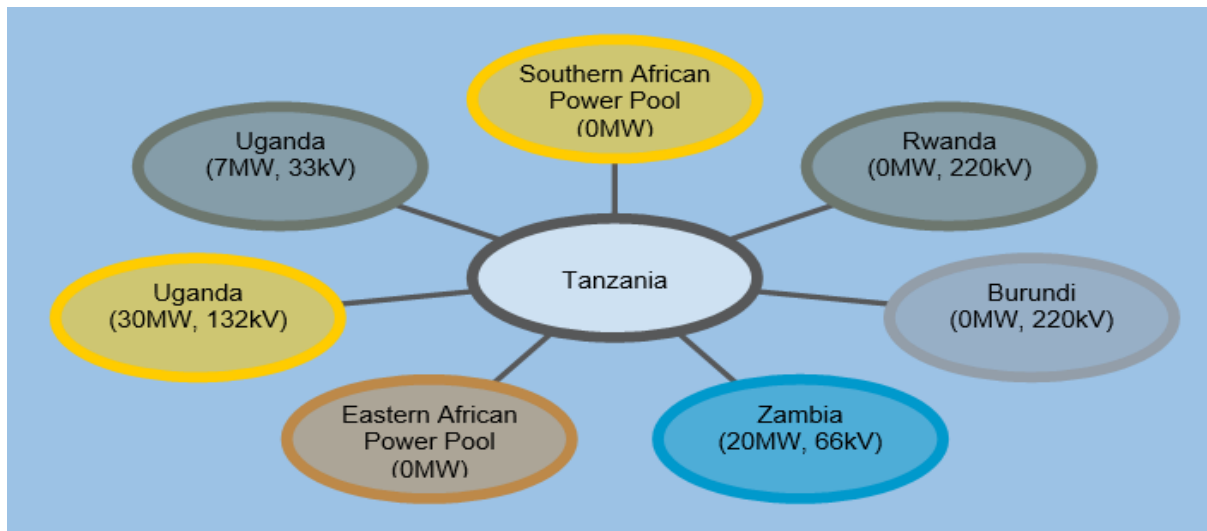 Southern African
Power Pool
(0MW)
Uganda
(7MW, 33kV)
Rwanda
(0MW, 220kV)
Tanzania
Uganda
(30MW, 132kV)
Burundi
(0MW, 220kV)
Eastern African
Power Pool
(0MW)
Zambia
(20MW, 66kV)